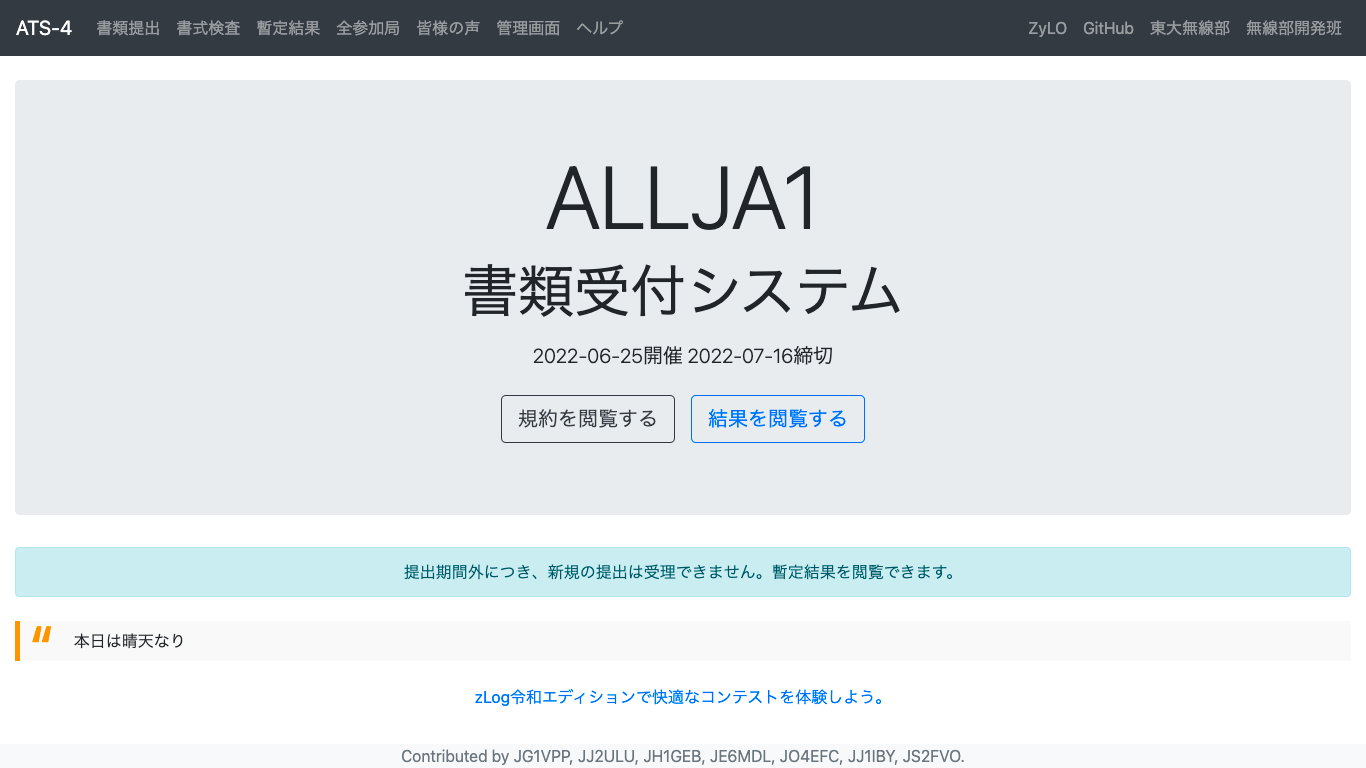 ATS-4 書類提出 書式検査 暫定結果 全参加局 皆様の声 管理画面 ヘルプ ZyLO GitHub 東大無線部 無線部開発班
ALLJA1
書類受付システム
2022-06-25開催 2022-07-16締切
規約を閲覧する 結果を閲覧する
提出期間外につき、新規の提出は受理できません。暫定結果を閲覧できます。
“ 本日は晴天なり
zLog令和エディションで快適なコンテストを体験しよう。
Contributed by JG1VPP, JJ2ULU, JH1GEB, JE6MDL, JO4EFC, JJ1IBY, JS2FVO.